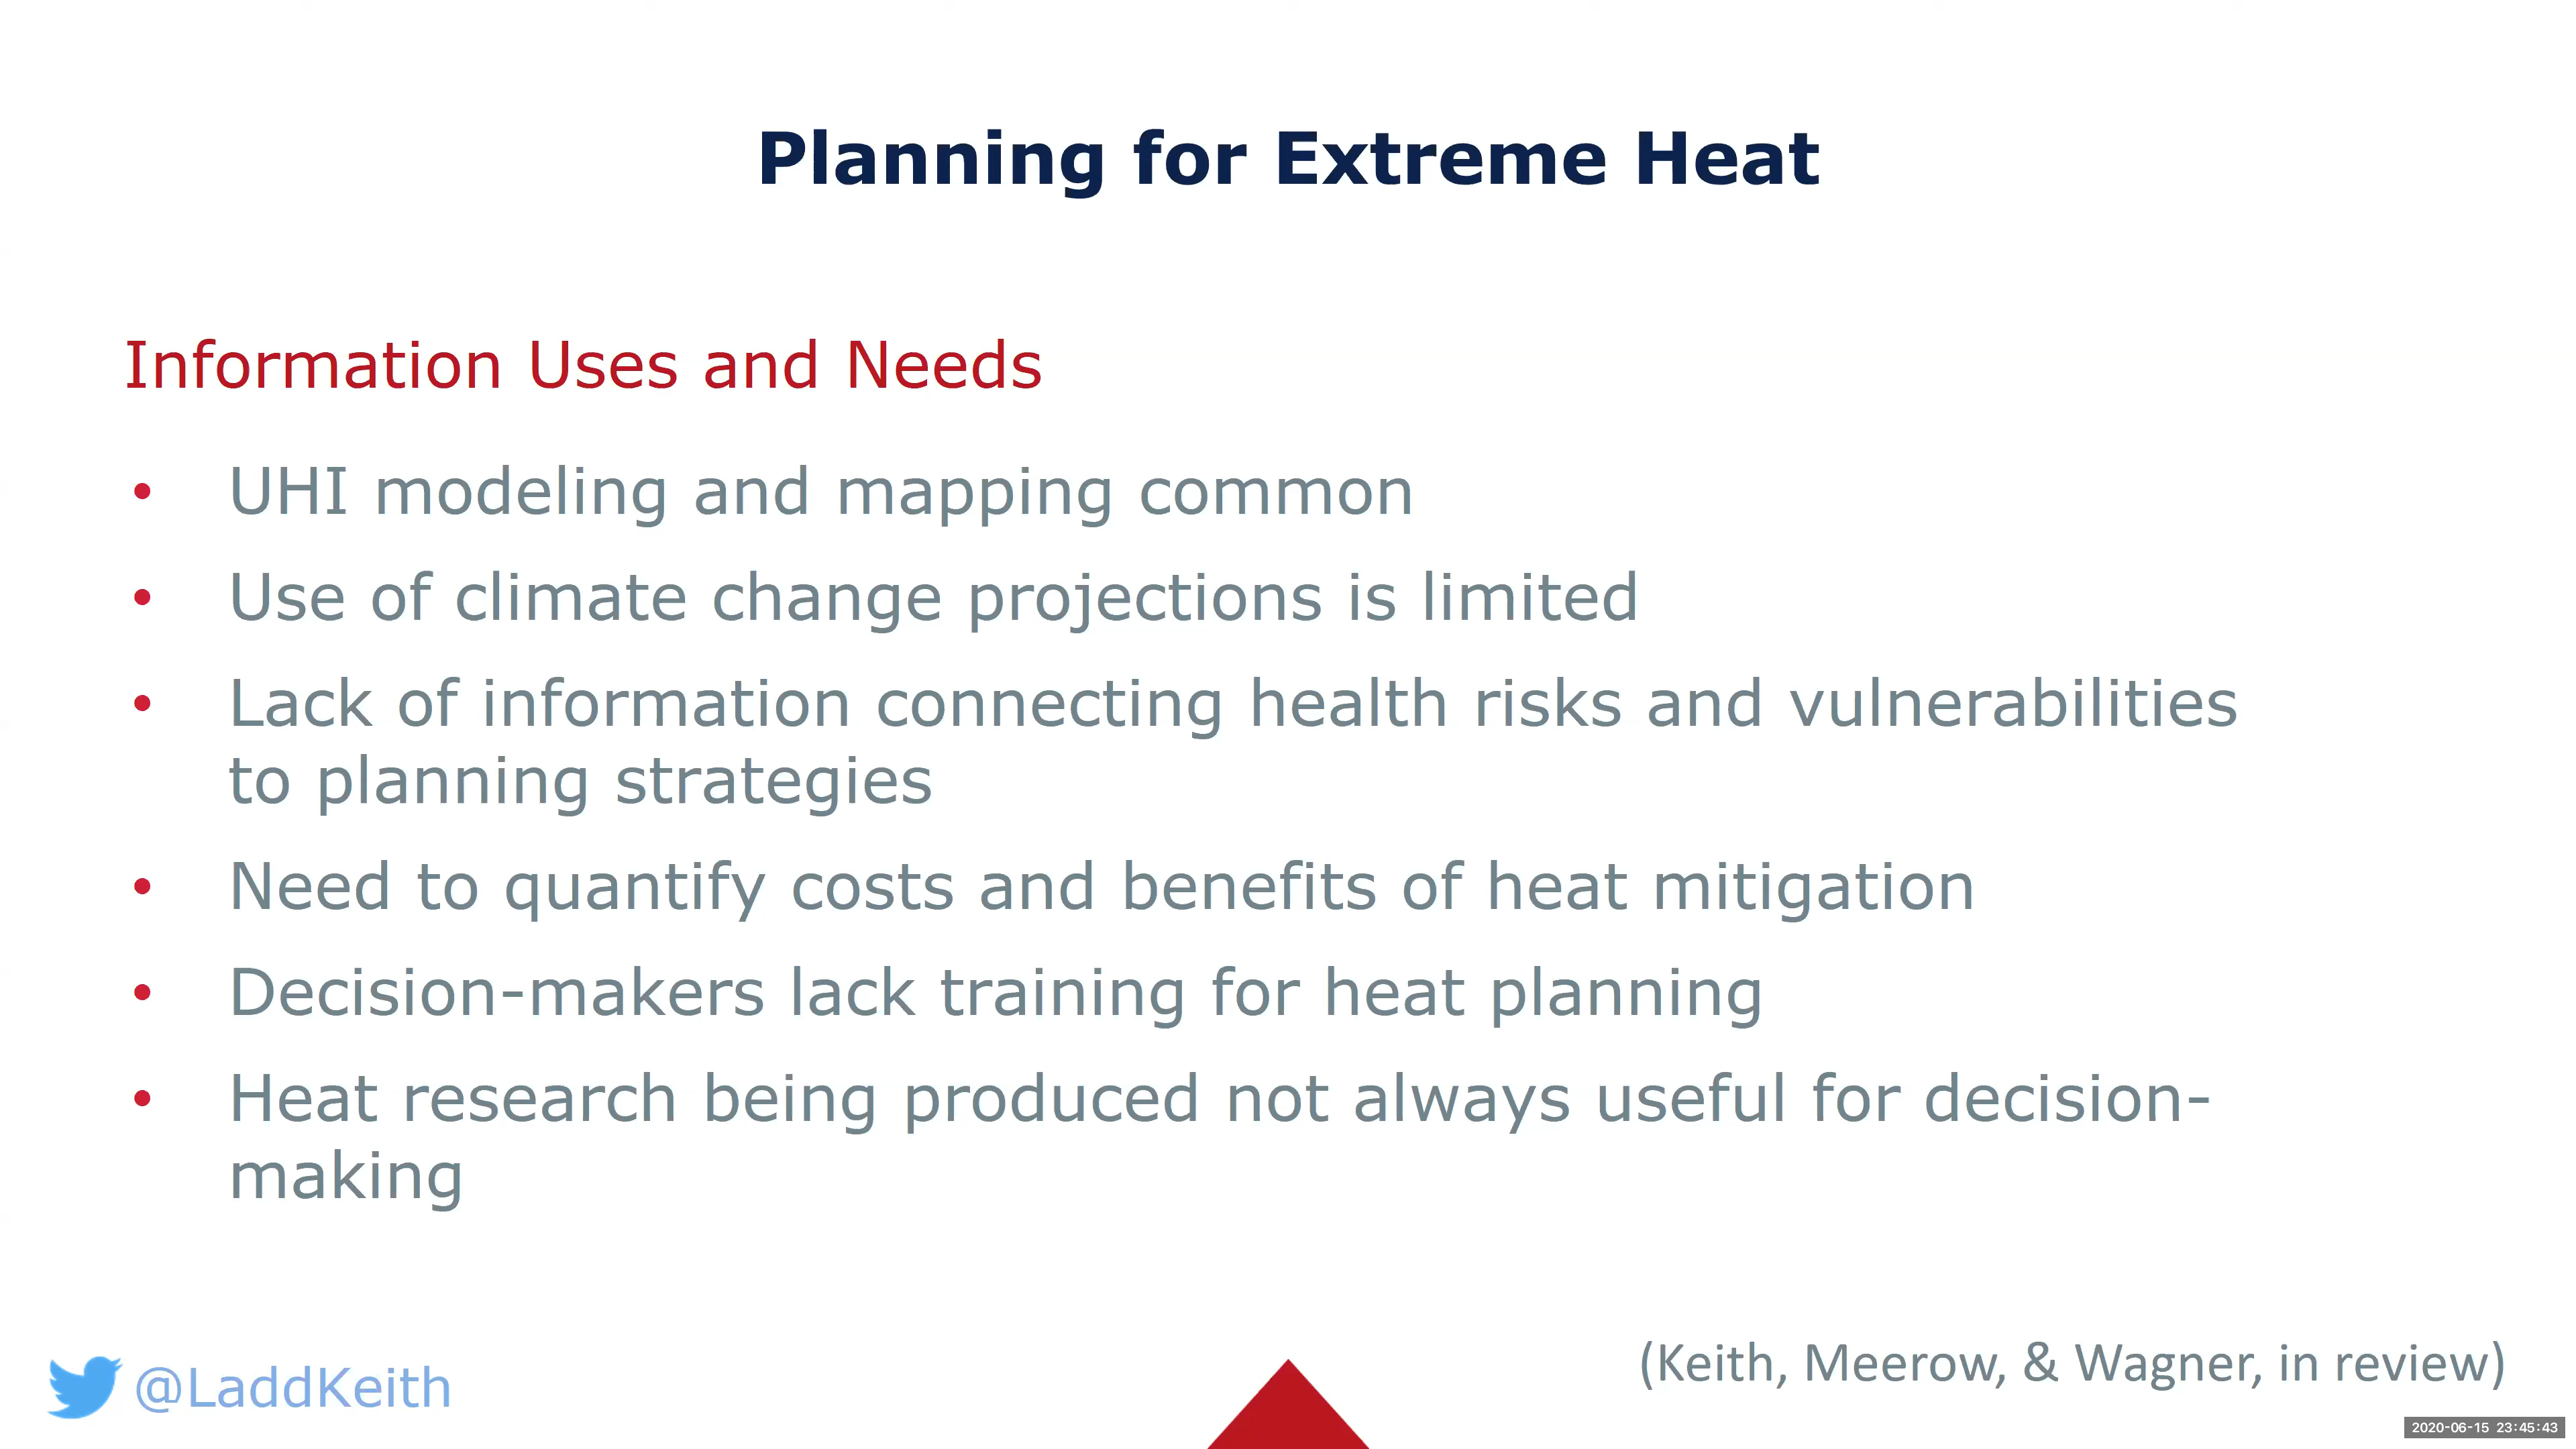 Planning for Extreme Heat
Information Uses and Needs
• UHI modeling and mapping common
• Use of climate change projections is limited
• Lack of information connecting health risks and vulnerabilities
to planning strategies
• Need to quantify costs and benefits of heat mitigation
• Decision-makers lack training for heat planning
• Heat research being produced not always useful for decision-
making
@LaddKeith
(Keith, Meerow, & Wagner, in review)
2020-06-15 23:45:43